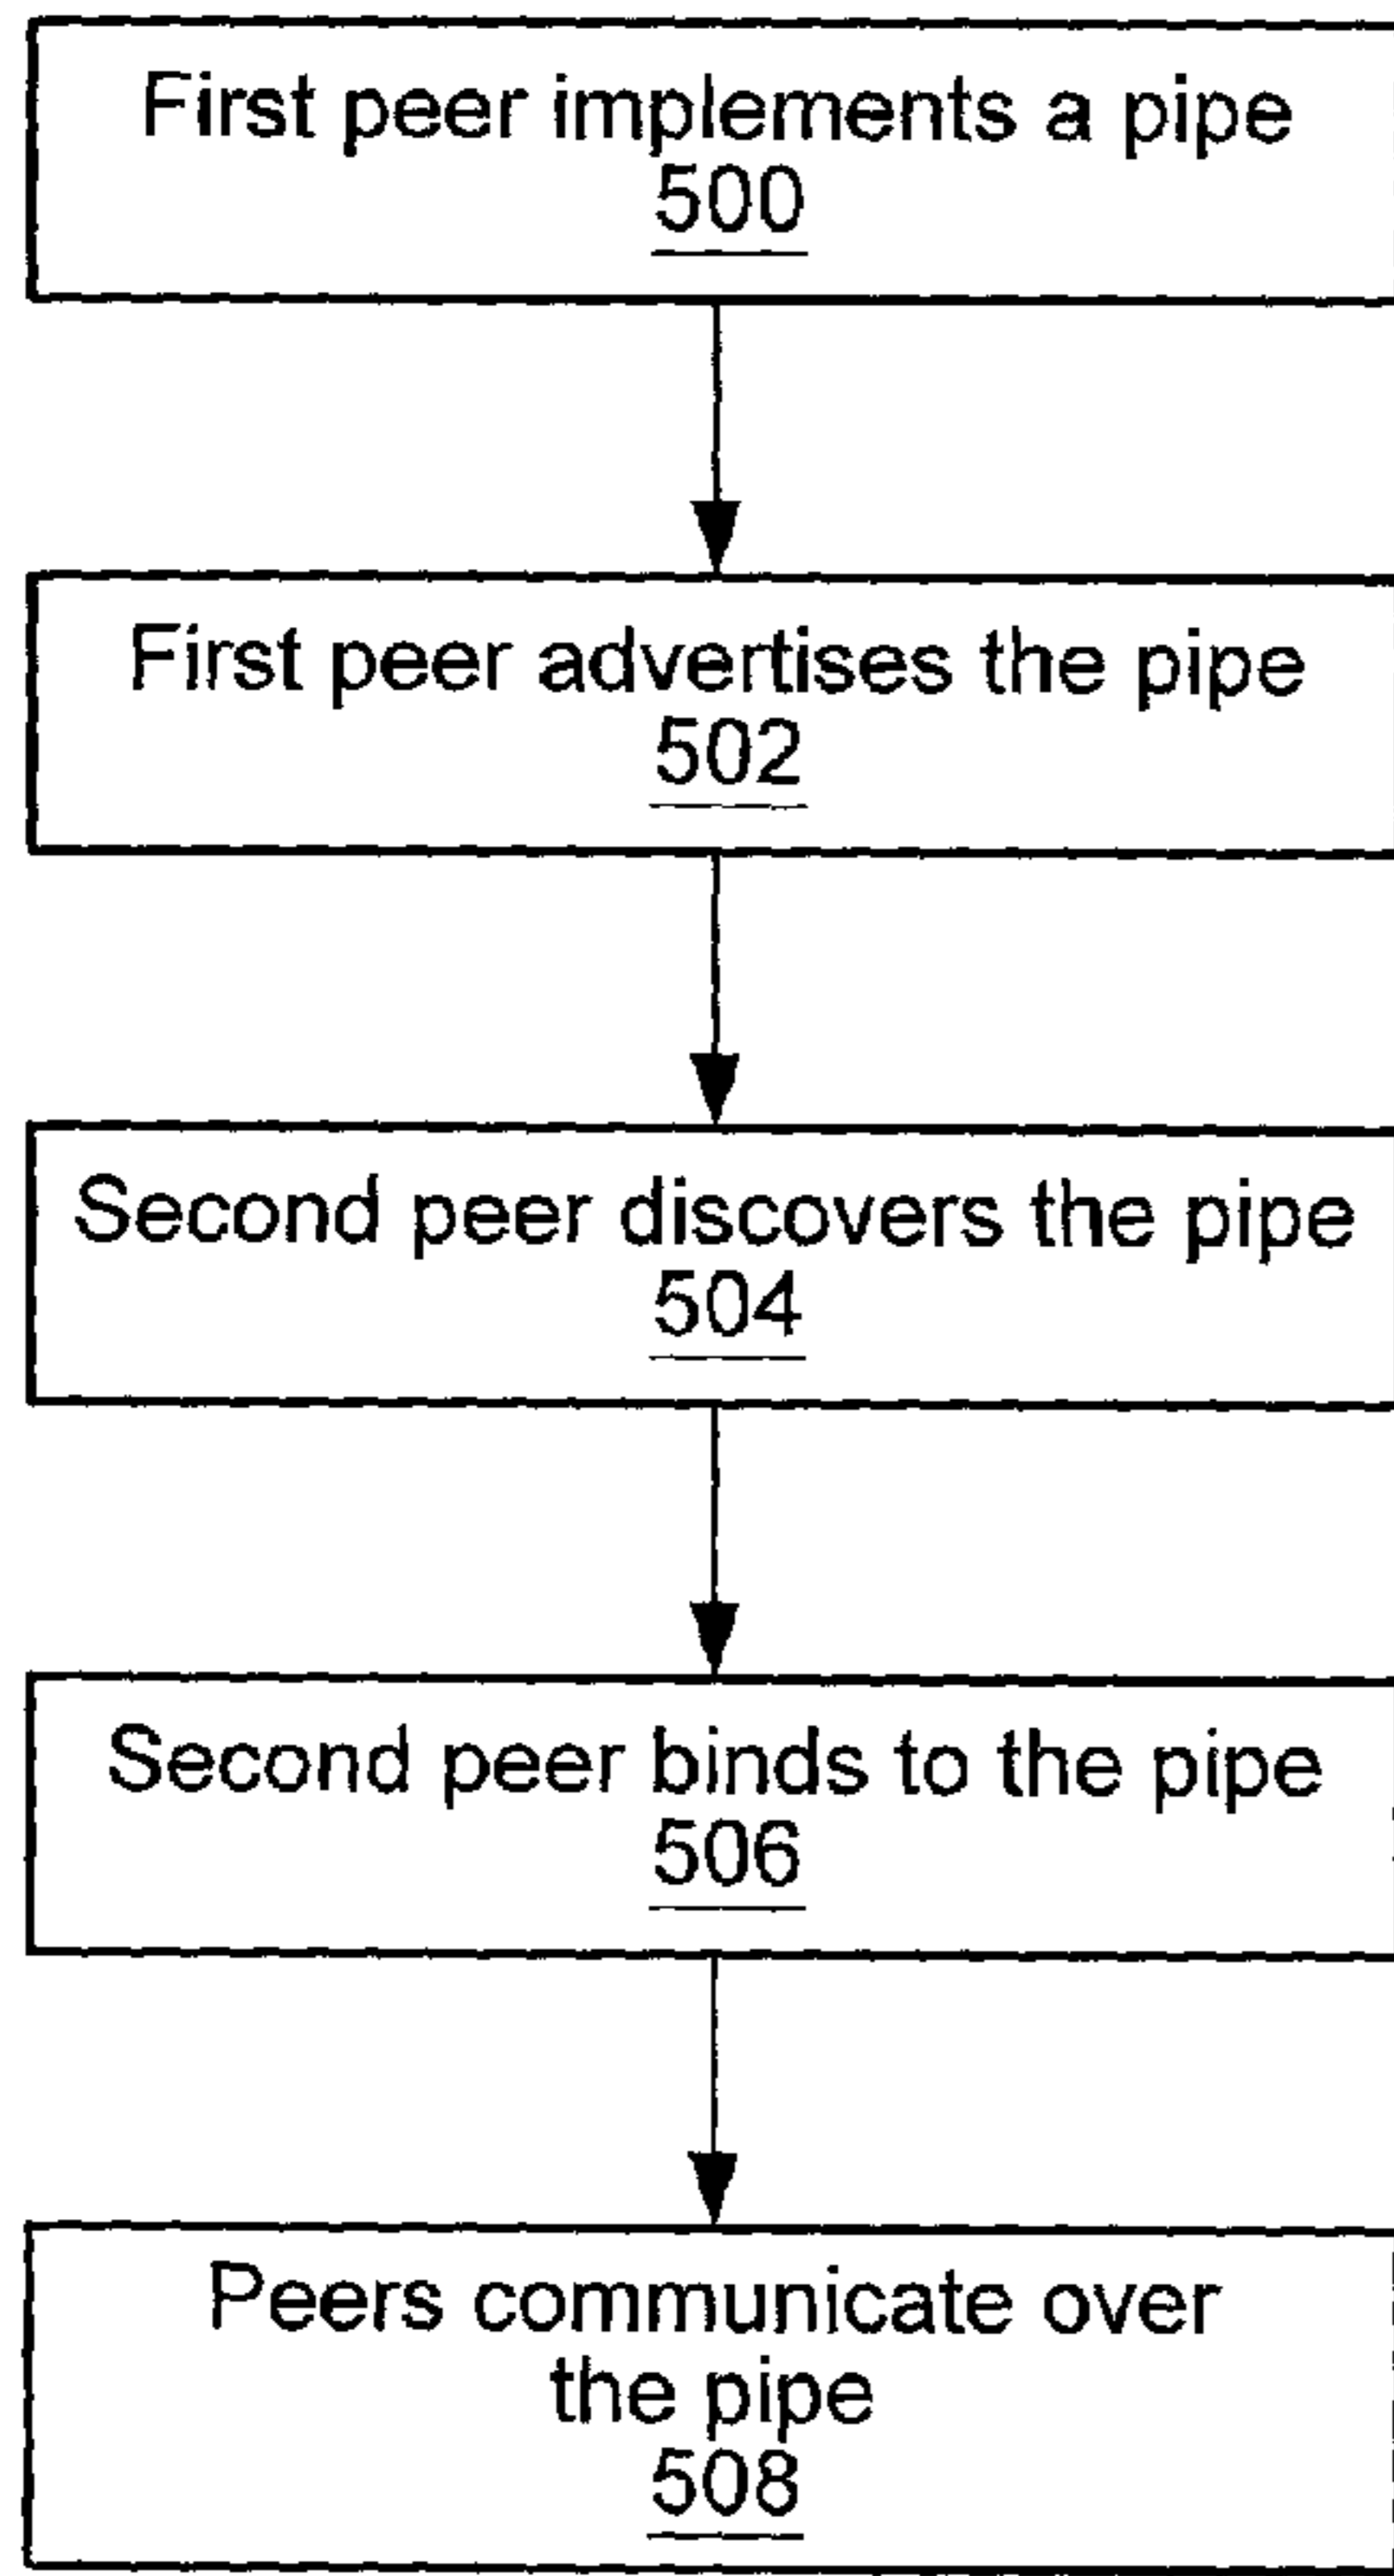 First peer implements a pipe
500
First peer advertises the pipe
502
Second peer discovers the pipe
504
Second peer binds to the pipe
506
Peers communicate over
the pipe
508